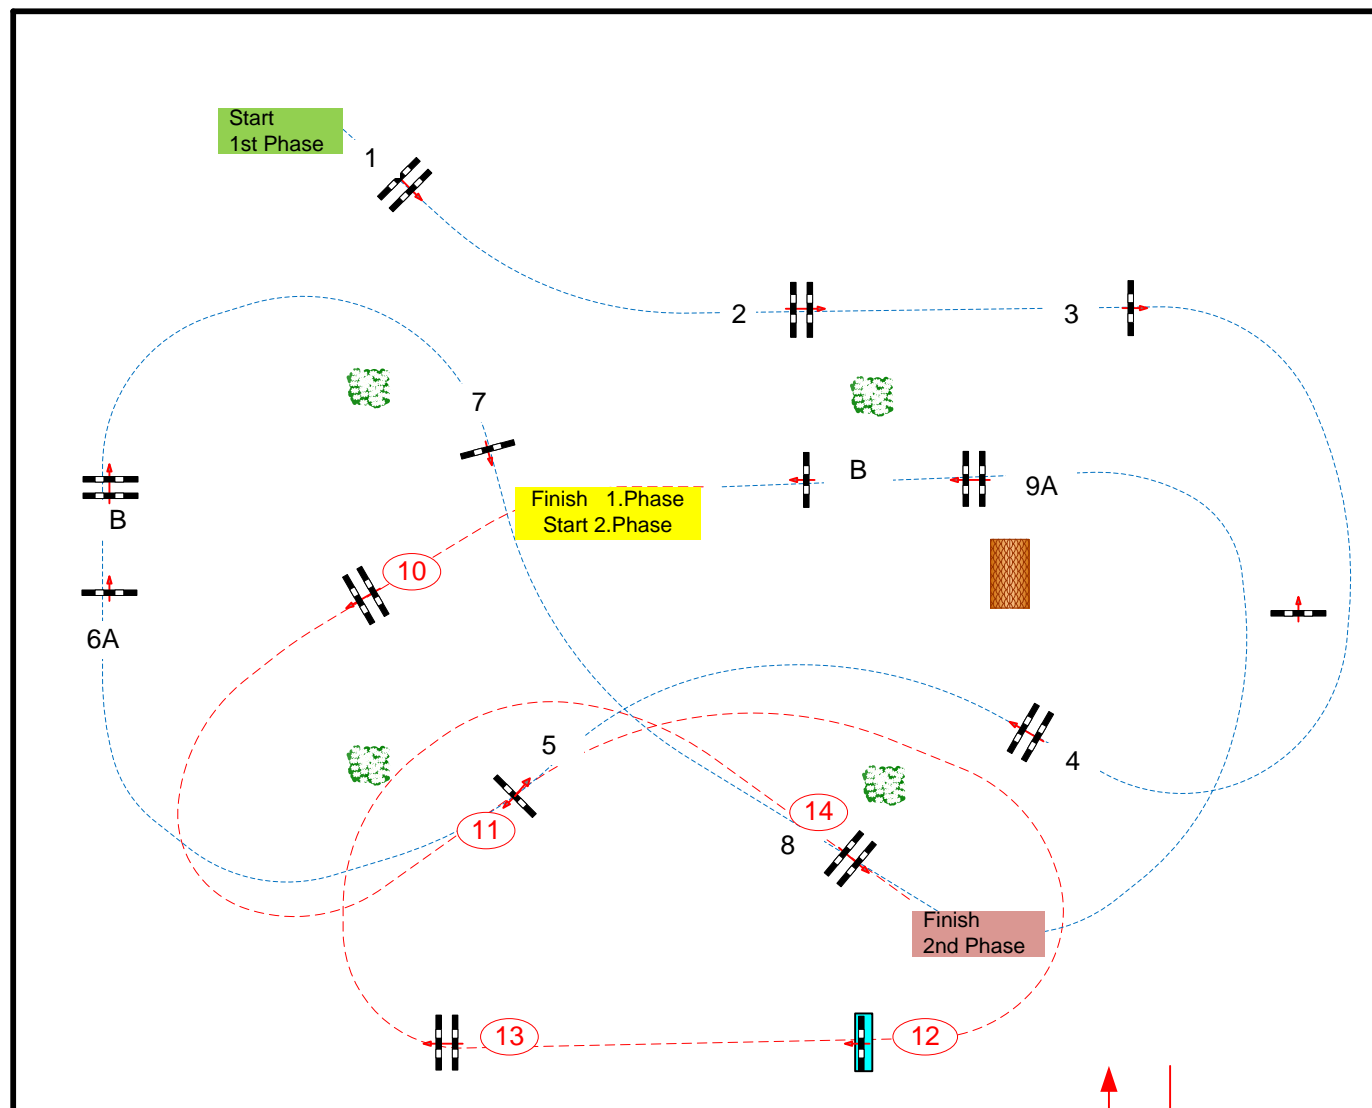 Start
1st Phase
1
2
3
7
B
9A
Finish 1.Phase
Start 2.Phase
B
10
6A
5
4
14
11
8
Finish
2nd Phase
13
12